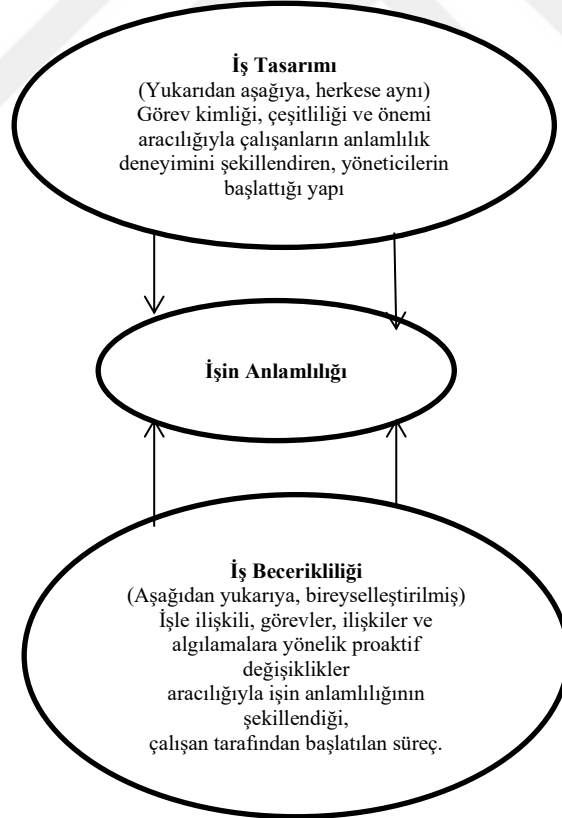 İş Tasarımı
(Yukarıdan aşağıya, herkese aynı)
Görev kimliği, çeşitliliği ve önemi
aracılığıyla çalışanların anlamlılık
deneyimini şekillendiren, yöneticilerin
başlattığı yapı
İşin Anlamlılığı
İş Becerikliliği
(Aşağıdan yukarıya, bireyselleştirilmiş)
İşle ilişkili, görevler, ilişkiler ve
algılamalara yönelik proaktif
değişiklikler
aracılığıyla işin anlamlılığının
şekillendiği,
çalışan tarafından başlatılan süreç.